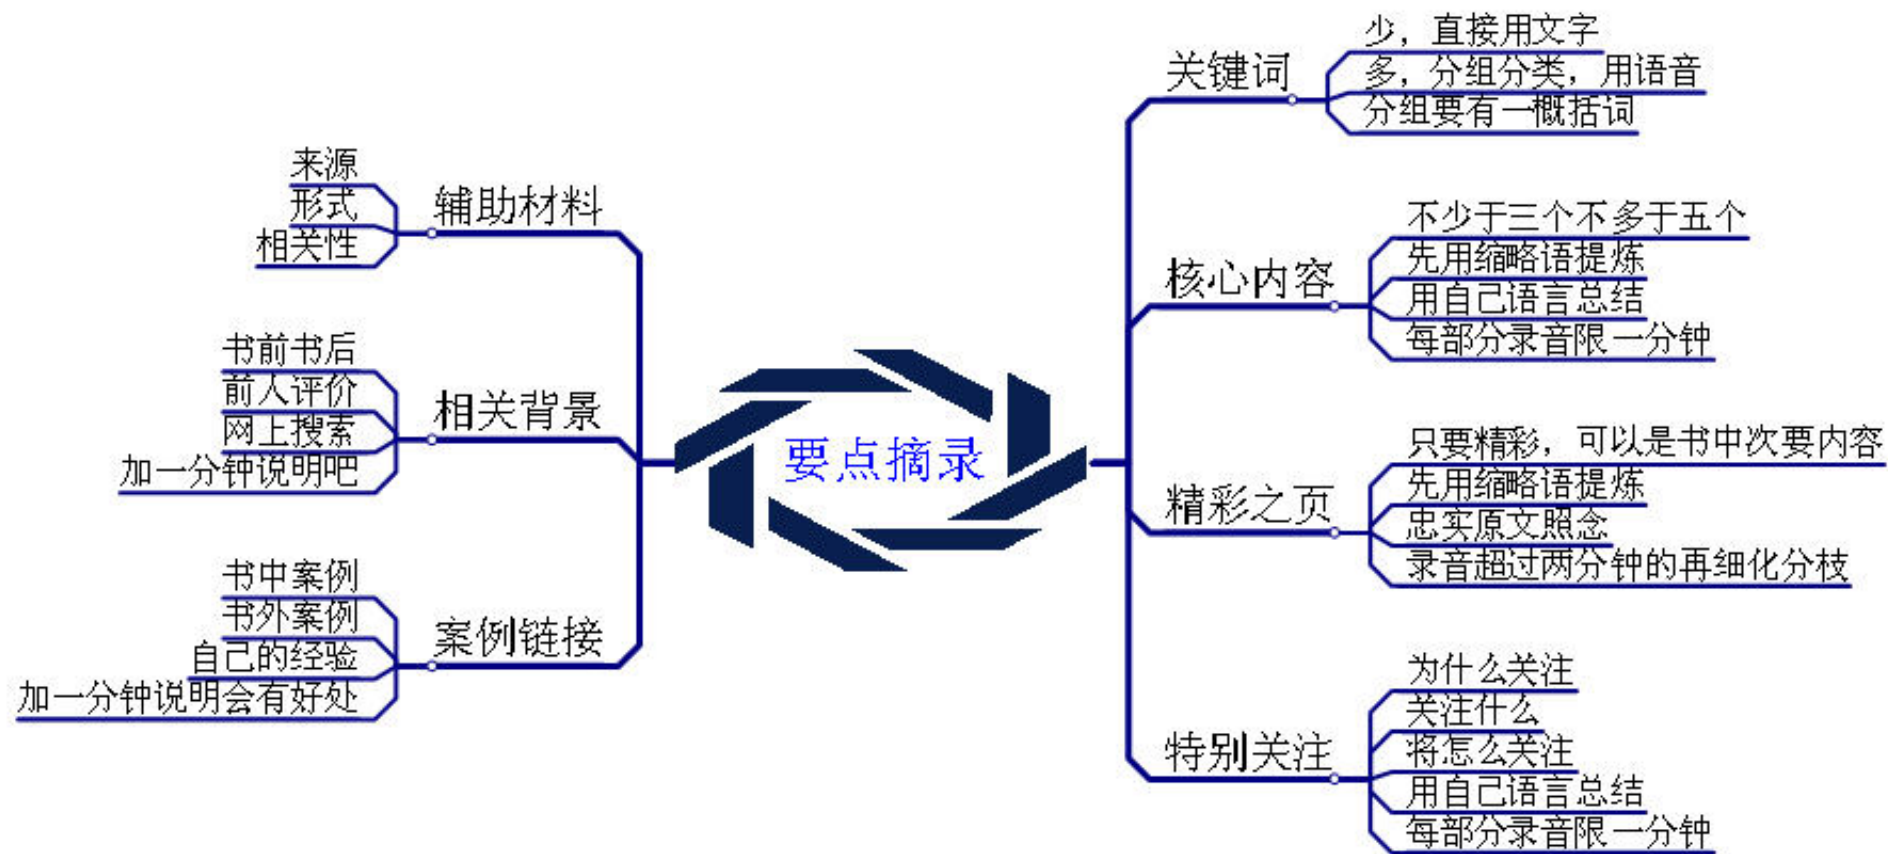 要点摘录
关键词
少，直接用文字
多，分组分类，用语音
分组要有一概括词
核心内容
不少于三个不多于五个
先用缩略语提炼
用自己语言总结
每部分录音限一分钟
精彩之页
只要精彩，可以是书中次要内容
先用缩略语提炼
忠实原文照念
录音超过两分钟的再细化分枝
特别关注
为什么关注
关注什么
将怎么关注
用自己语言总结
每部分录音限一分钟
辅助材料
来源
形式
相关性
相关背景
书前书后
前人评价
网上搜索
加一分钟说明吧
案例链接
书中案例
书外案例
自己的经验
加一分钟说明会有好处